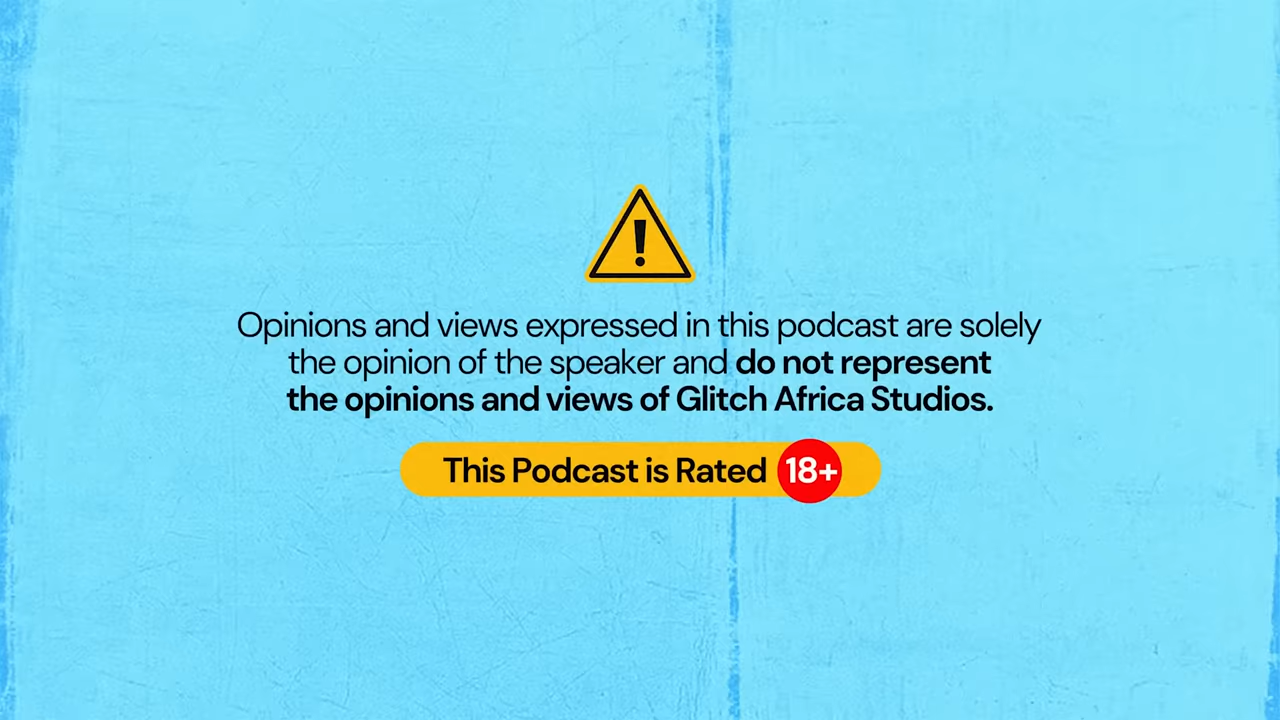 Opinions and views expressed in this podcast are solely
the opinion of the speaker and do not represent
the opinions and views of Glitch Africa Studios.
This Podcast is Rated 18+